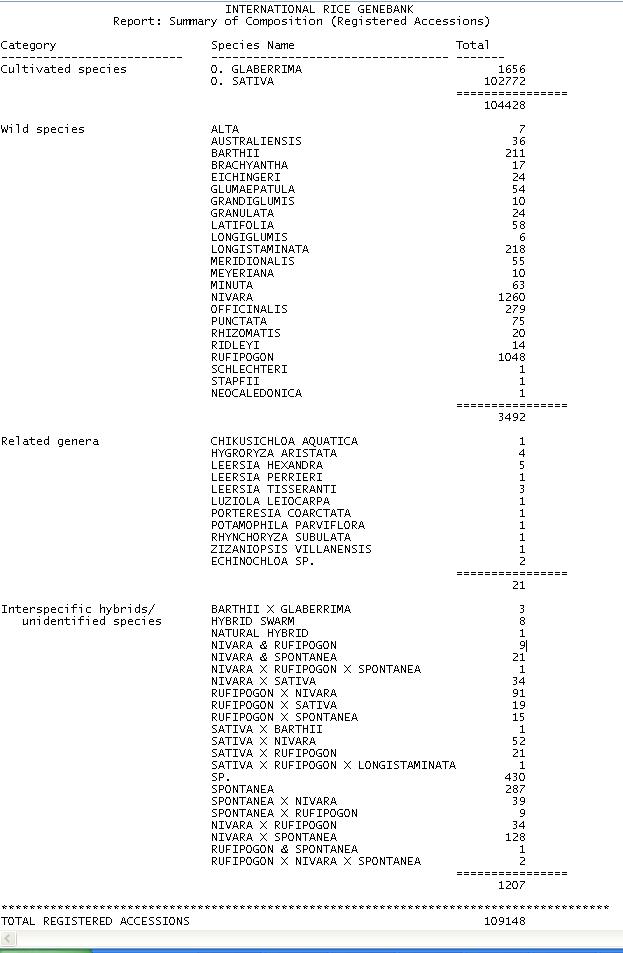 INTERNATIONAL RICE GENEBANK
Report: Summary of Composition (Registered Accessions)
Category Species Name Total
-------------------------- ---------------------------------- -------
Cultivated species O. GLABERRIMA 1656
O. SATIVA 102772
================
104428
Wild species ALTA 7
AUSTRALIENSIS 36
BARTHII 211
BRACHYANTHA 17
EICHINGERI 24
GLUMAEPATULA 54
GRANDIGLUMIS 10
GRANULATA 24
LATIFOLIA 58
LONGIGLUMIS 6
LONGISTAMINATA 218
MERIDIONALIS 55
MEYERIANA 10
MINUTA 63
NIVARA 1260
OFFICINALIS 279
PUNCTATA 75
RHIZOMATIS 20
RIDLEYI 14
RUFIPOGON 1048
SCHLECHTERI 1
STAPFII 1
NEOCALEDONICA 1
================
3492
Related genera CHIKUSICHLOA AQUATICA 1
HYGRORYZA ARISTATA 4
LEERSIA HEXANDRA 5
LEERSIA PERRIERI 1
LEERSIA TISSERANTI 3
LUZIOLA LEIOCARPA 1
PORTERESIA COARCTATA 1
POTAMOPHILA PARVIFLORA 1
RHYNCHORYZA SUBULATA 1
ZIZANIOPSIS VILLANENSIS 1
ECHINOCHLOA SP. 2
================
21
Interspecific hybrids/ BARTHII X GLABERRIMA 3
unidentified species HYBRID SWARM 8
NATURAL HYBRID 1
NIVARA & RUFIPOGON 9
NIVARA & SPONTANEA 21
NIVARA X RUFIPOGON X SPONTANEA 1
NIVARA X SATIVA 34
RUFIPOGON X NIVARA 91
RUFIPOGON X SATIVA 19
RUFIPOGON X SPONTANEA 15
SATIVA X BARTHII 1
SATIVA X NIVARA 52
SATIVA X RUFIPOGON 21
SATIVA X RUFIPOGON X LONGISTAMINATA 1
SP. 430
SPONTANEA 287
SPONTANEA X NIVARA 39
SPONTANEA X RUFIPOGON 9
NIVARA X RUFIPOGON 34
NIVARA X SPONTANEA 128
RUFIPOGON & SPONTANEA 1
RUFIPOGON X NIVARA X SPONTANEA 2
================
1207
***************************************************************************************
TOTAL REGISTERED ACCESSIONS 109148